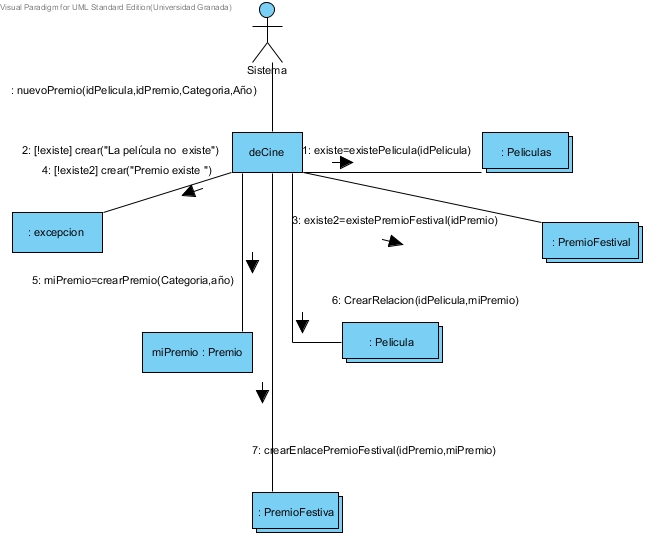 Visual Paradigm for UML Standard Edition(Universidad Granada)
Sistema
: nuevoPremio(idPelicula,idPremio,Categoria,Año)
2: [!existe] crear("La película no existe")
deCine
1: existe=existePelicula(idPelicula)
: Peliculas
4: [!existe2] crear("Premio existe ")
: excepcion
3: existe2=existePremioFestival(idPremio)
: PremioFestival
5: miPremio=crearPremio(Categoria,año)
6: CrearRelacion(idPelicula,miPremio)
miPremio : Premio
: Pelicula
7: crearEnlacePremioFestival(idPremio,miPremio)
: PremioFestiva